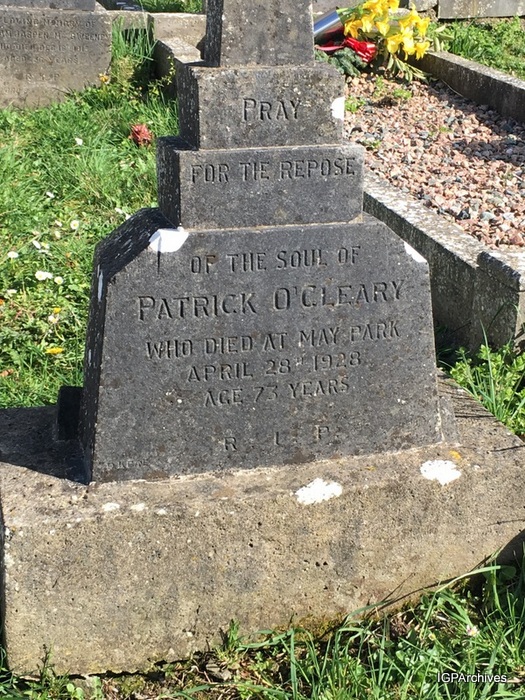 PRAY
FOR THE REPOSE
OF THE SOUL OF
PATRICK O'CLEARY
WHO DIED AT MAY PARK
APRIL 28TH 1928
AGE 73 YEARS
R. I. P.
IGPArchives